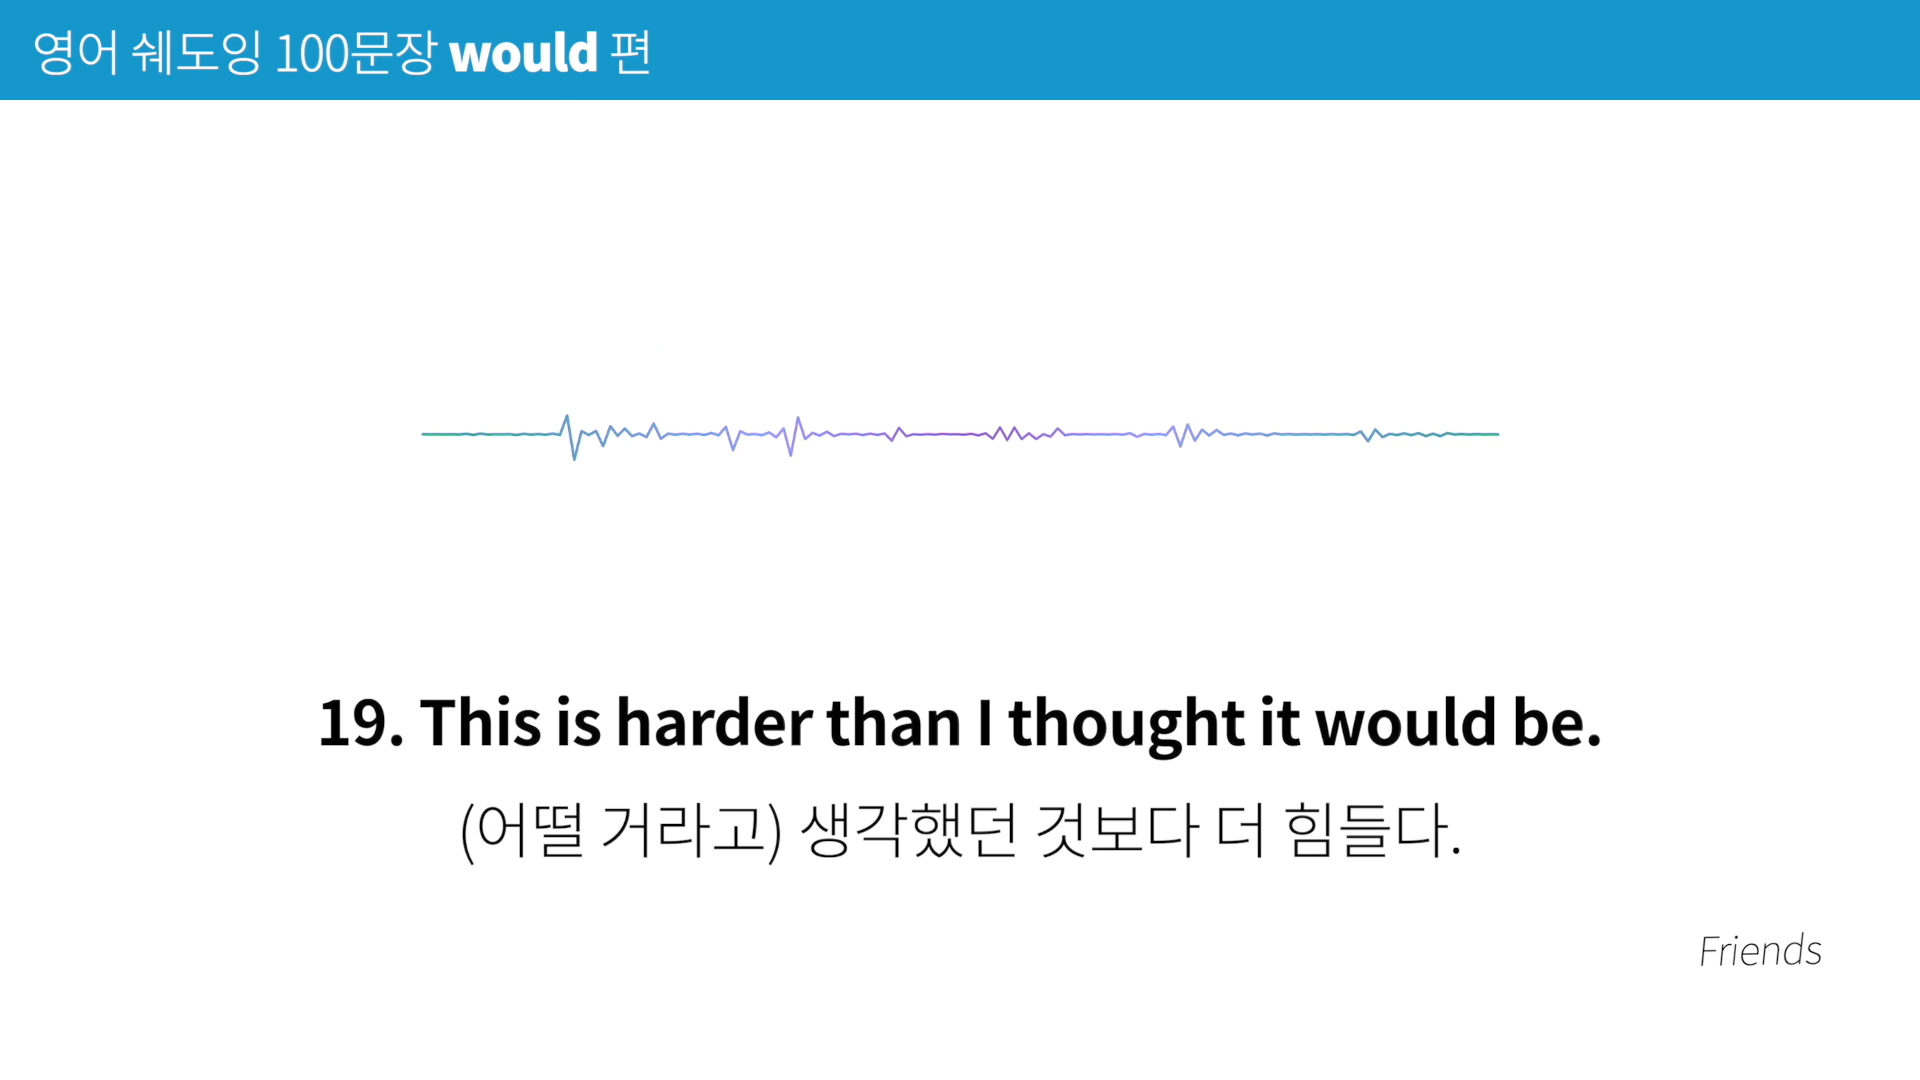 영어 쉐도잉 100문장 would 편
19. This is harder than I thought it would be.
(어떨 거라고) 생각했던 것보다 더 힘들다.
Friends